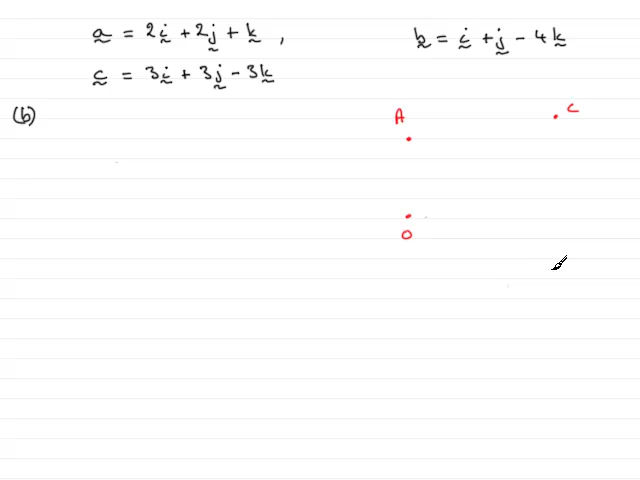 a = 2i + 2j + k , b = i + j - 4k
c = 3i + 3j - 3k
(b)
A
C
O